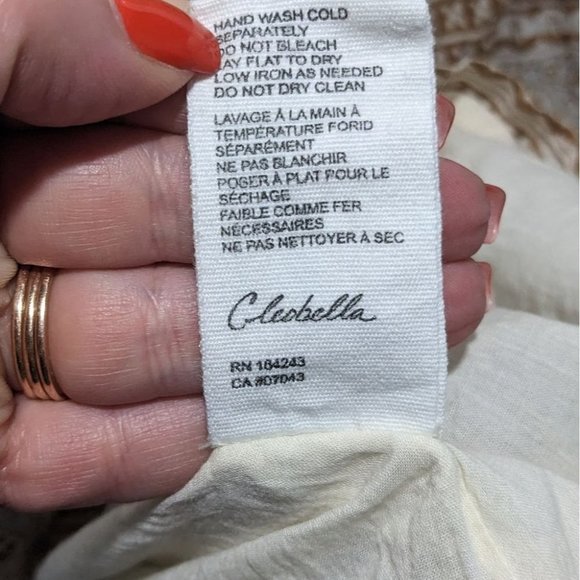 HAND WASH COLD
SEPARATELY
DO NOT BLEACH
LAY FLAT TO DRY
LOW IRON AS NEEDED
DO NOT DRY CLEAN
LAVAGE À LA MAIN À
TEMPÉRATURE FORID
SÉPARÉMENT
NE PAS BLANCHIR
POGER À PLAT POUR LE
SÉCHAGE
FAIBLE COMME FER
NÉCESSAIRES
NE PAS NETTOYER À SEC
Cleobella
RN 164243
CA #07043